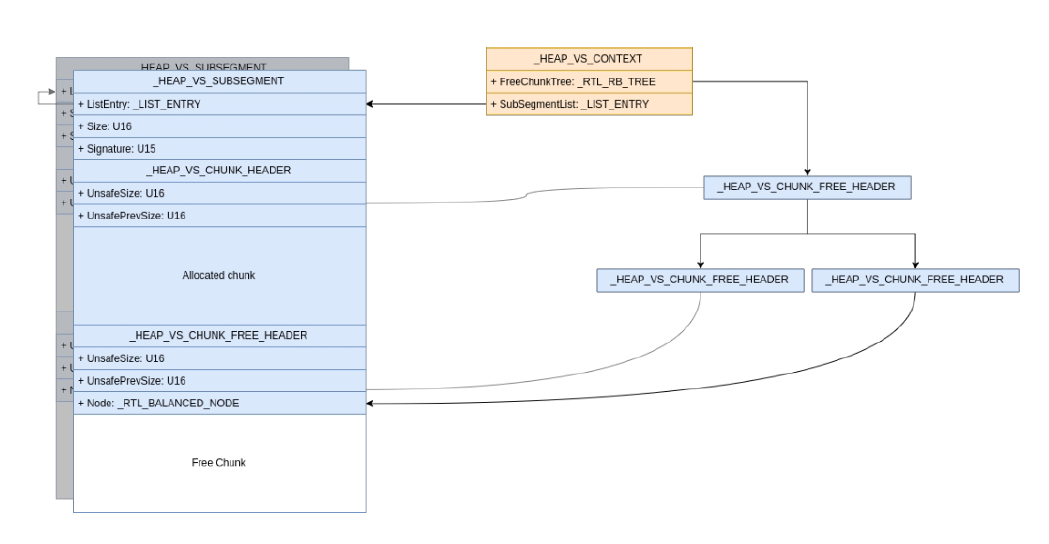 _HEAP_VS_SUBSEGMENT
_HEAP_VS_SUBSEGMENT
+ ListEntry: _LIST_ENTRY
+ Size: U16
+ Signature: U15
_HEAP_VS_CHUNK_HEADER
+ UnsafeSize: U16
+ UnsafePrevSize: U16
Allocated chunk
_HEAP_VS_CHUNK_FREE_HEADER
+ UnsafeSize: U16
+ UnsafePrevSize: U16
+ Node: _RTL_BALANCED_NODE
Free Chunk
_HEAP_VS_CONTEXT
+ FreeChunkTree: _RTL_RB_TREE
+ SubSegmentList: _LIST_ENTRY
_HEAP_VS_CHUNK_FREE_HEADER
_HEAP_VS_CHUNK_FREE_HEADER
_HEAP_VS_CHUNK_FREE_HEADER